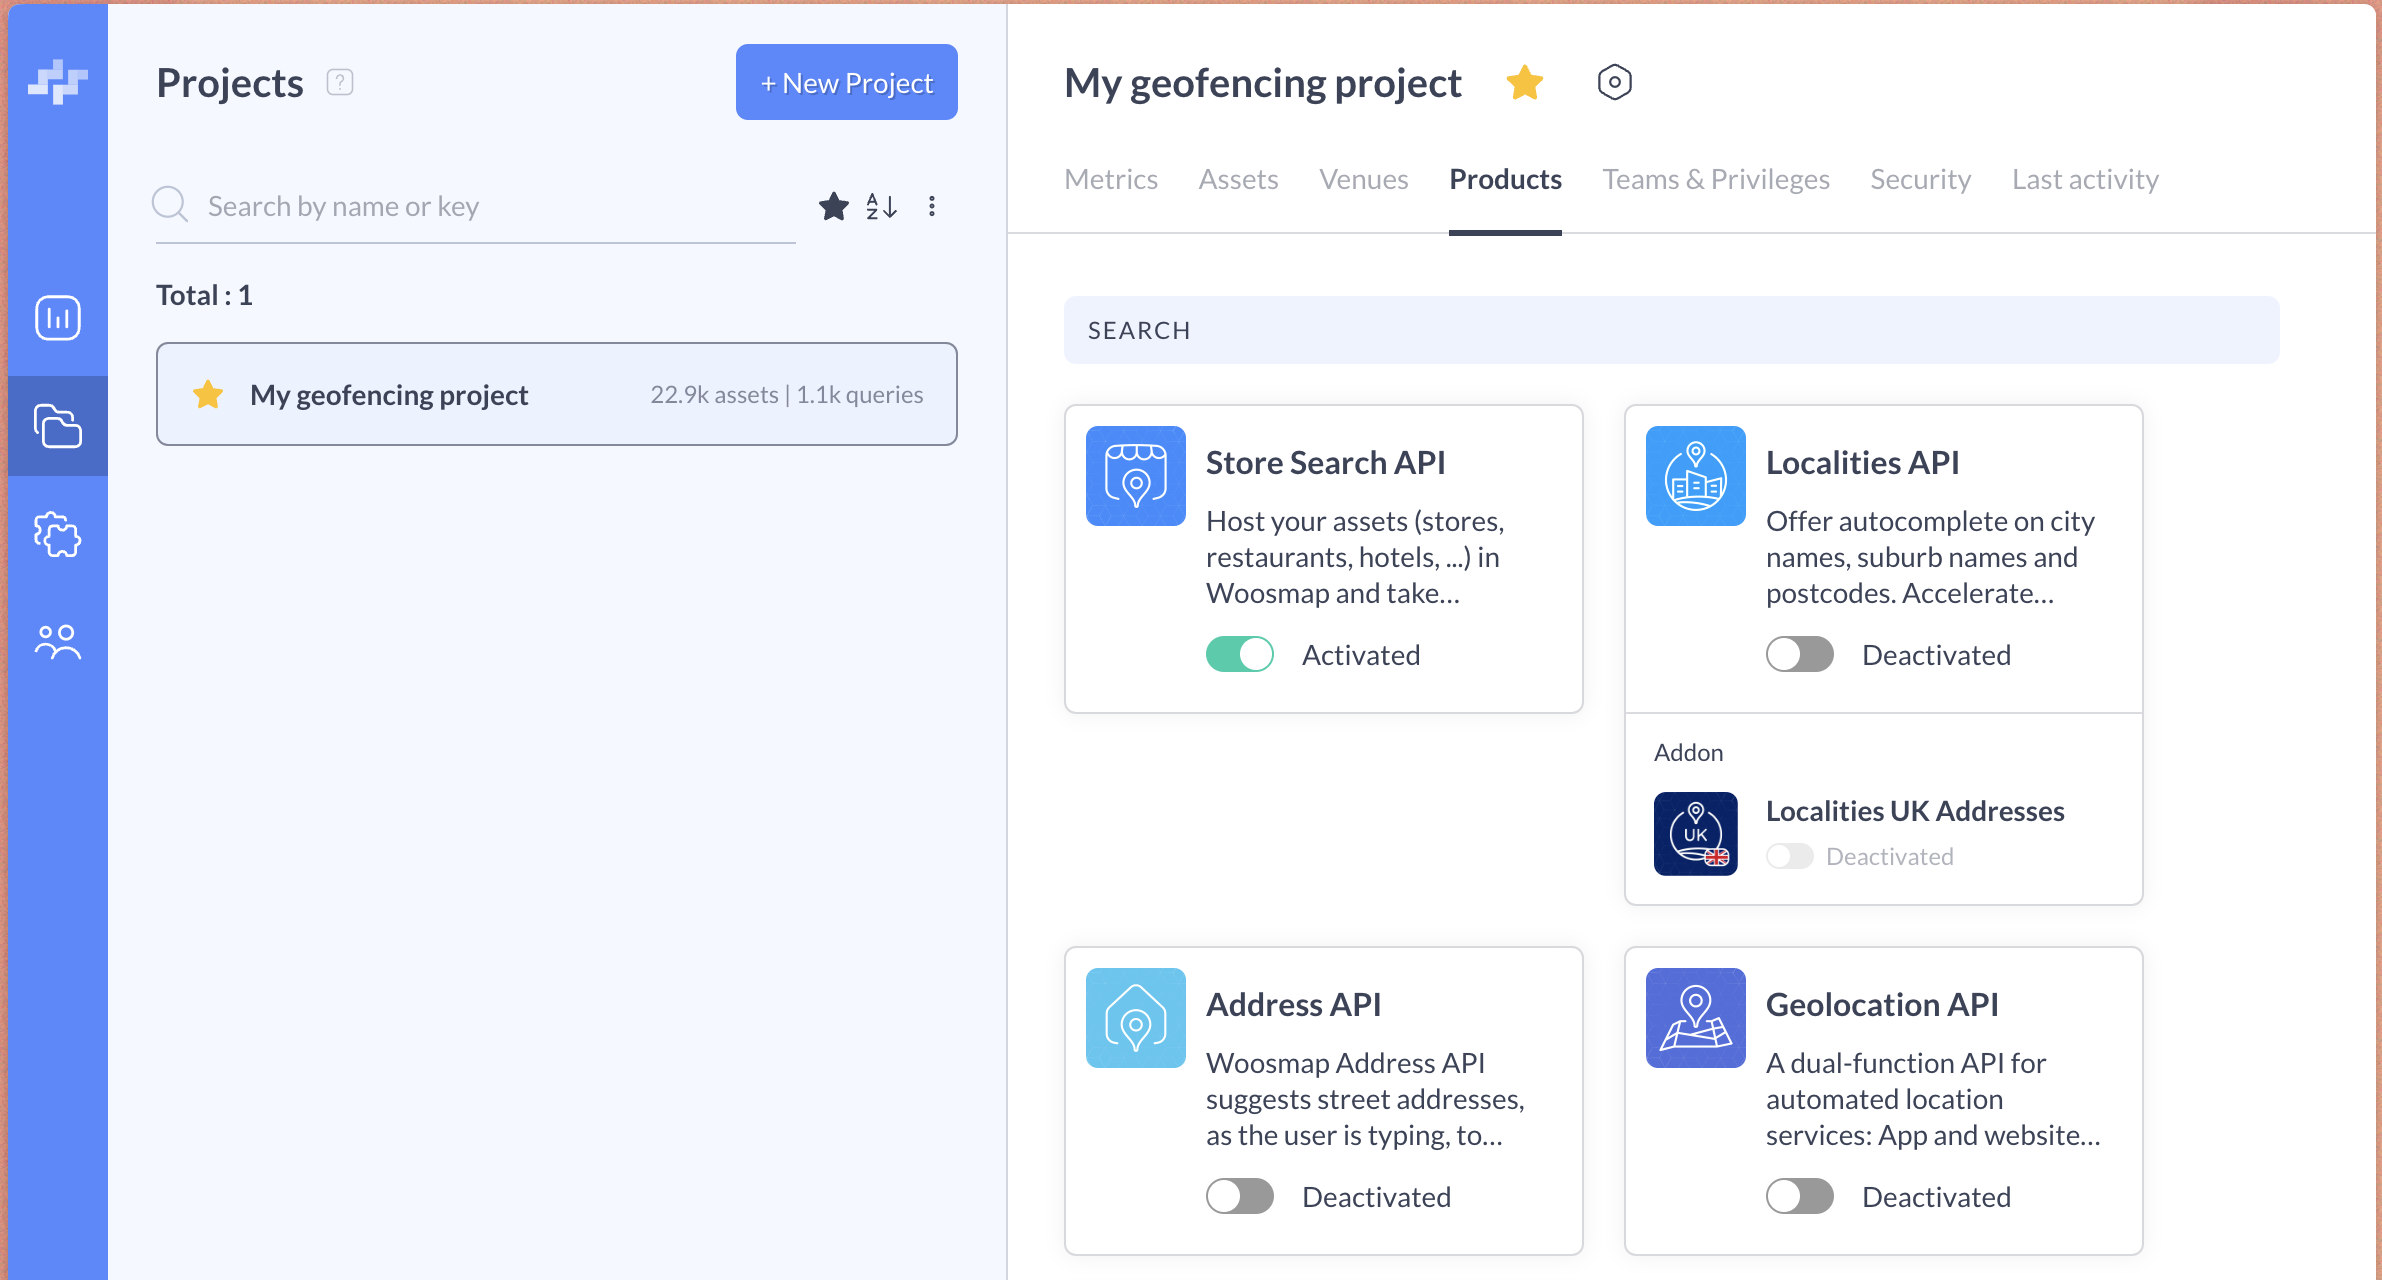 Projects
?
+ New Project
Search by name or key
A
Z
Total : 1
My geofencing project
22.9k assets | 1.1k queries
My geofencing project
Metrics
Assets
Venues
Products
Teams & Privileges
Security
Last activity
SEARCH
Store Search API
Host your assets (stores,
restaurants, hotels, ...) in
Woosmap and take...
Activated
Localities API
Offer autocomplete on city
names, suburb names and
postcodes. Accelerate...
Deactivated
Addon
UK
Localities UK Addresses
Deactivated
Address API
Woosmap Address API
suggests street addresses,
as the user is typing, to...
Deactivated
Geolocation API
A dual-function API for
automated location
services: App and website...
Deactivated